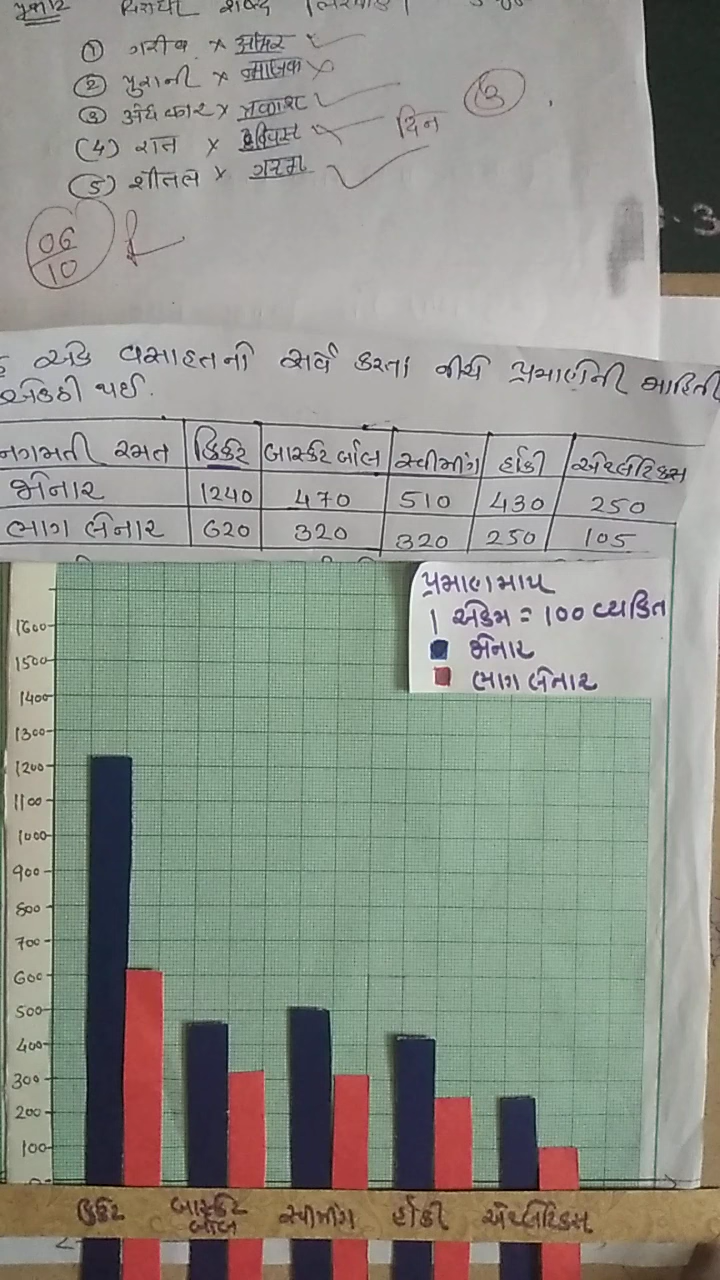 विरोधी शब्द
① गरीब × अमिर
② पुरानी ×
③ अंधकार × प्रकाश
(4) रात × दिन
(5) शीतल × गरम
3
06/10
એક વસાહતની સર્વે કરતાં નીચે પ્રમાણેની માહિતી
એકઠી થઈ.
ગમતી રમત ક્રિકેટ બાસ્કેટ બોલ સ્વીમીંગ હૉકી એથ્લેટિક્સ
જોનાર 1240 470 510 430 250
ભાગ લેનાર 620 320 320 250 105
પ્રમાણમાપ
1 એકમ = 100 વ્યકિત
જોનાર
ભાગ લેનાર
1600
1500
1400
1300
1200
1100
1000
900
800
700
600
500
400
300
200
100
0
ક્રિકેટ બાસ્કેટ બોલ સ્વીમીંગ હૉકી એથ્લેટિક્સ